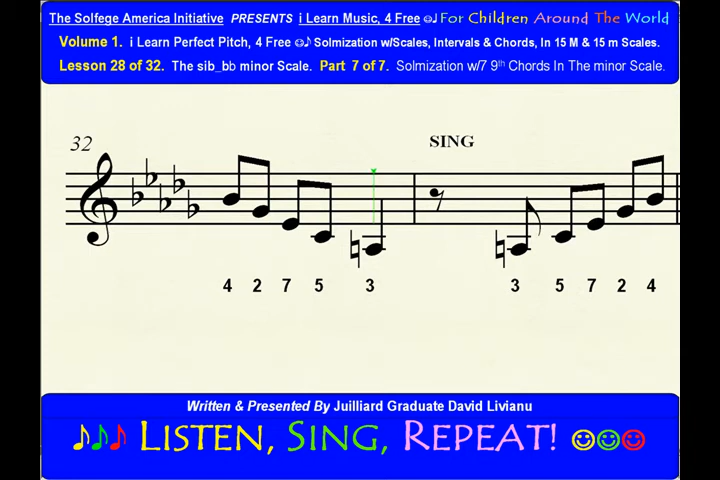 The Solfege America Initiative PRESENTS i Learn Music, 4 Free ☺♩ For Children Around The World
Volume 1. i Learn Perfect Pitch, 4 Free ☺♪ Solmization w/Scales, Intervals & Chords, In 15 M & 15 m Scales.
Lesson 28 of 32. The sib_bb minor Scale. Part 7 of 7. Solmization w/7 9th Chords In The minor Scale.
32
SING
4 2 7 5 3 3 5 7 2 4
Written & Presented By Juilliard Graduate David Livianu
♪♪♪ LISTEN, SING, REPEAT! ☺☺☺